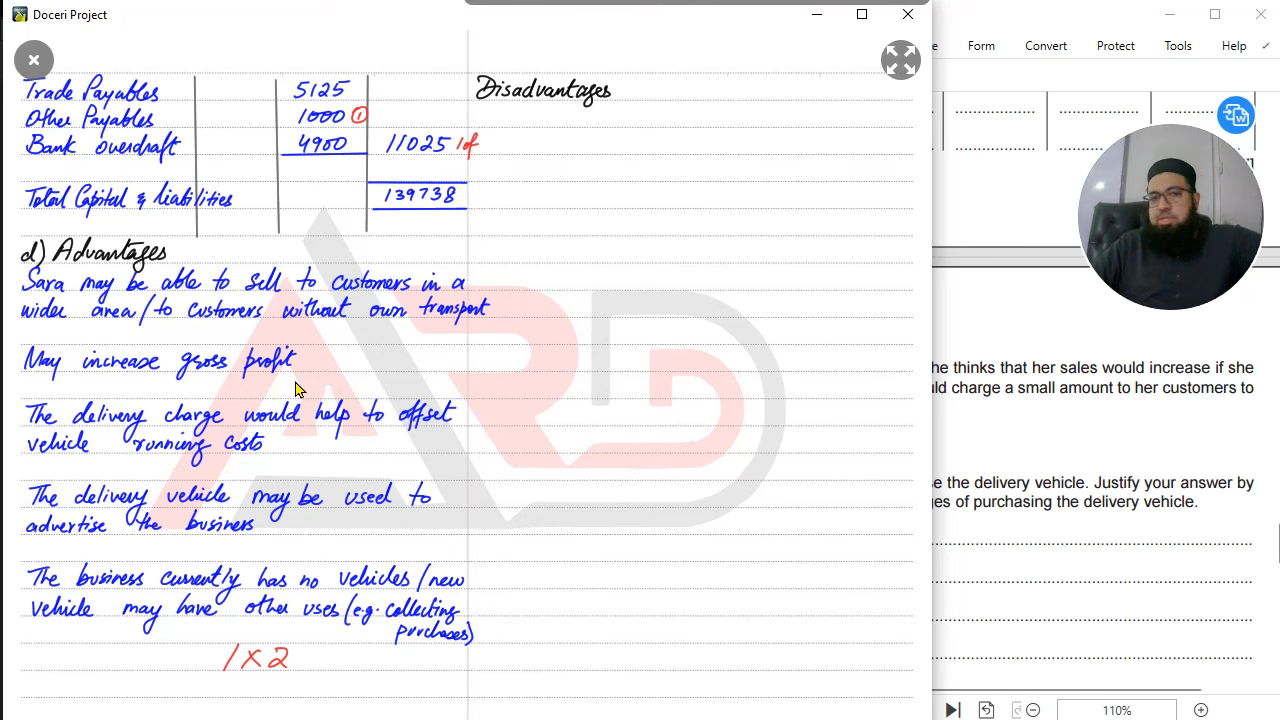 Doceri Project
Trade Payables 5125
Other Payables 1000 1
Bank overdraft 4900 11025 1of
Total Capital & liabilities 139738
Disadvantages
d) Advantages
Sara may be able to sell to customers in a
wider area/to customers without own transport
May increase gross profit
The delivery charge would help to offset
vehicle running costs
The delivery vehicle may be used to
advertise the business
The business currently has no vehicles/new
vehicle may have other uses (e.g. collecting
purchases)
1×2
ARD
Form Convert Protect Tools Help
he thinks that her sales would increase if she
ld charge a small amount to her customers to
e the delivery vehicle. Justify your answer by
es of purchasing the delivery vehicle.
110%